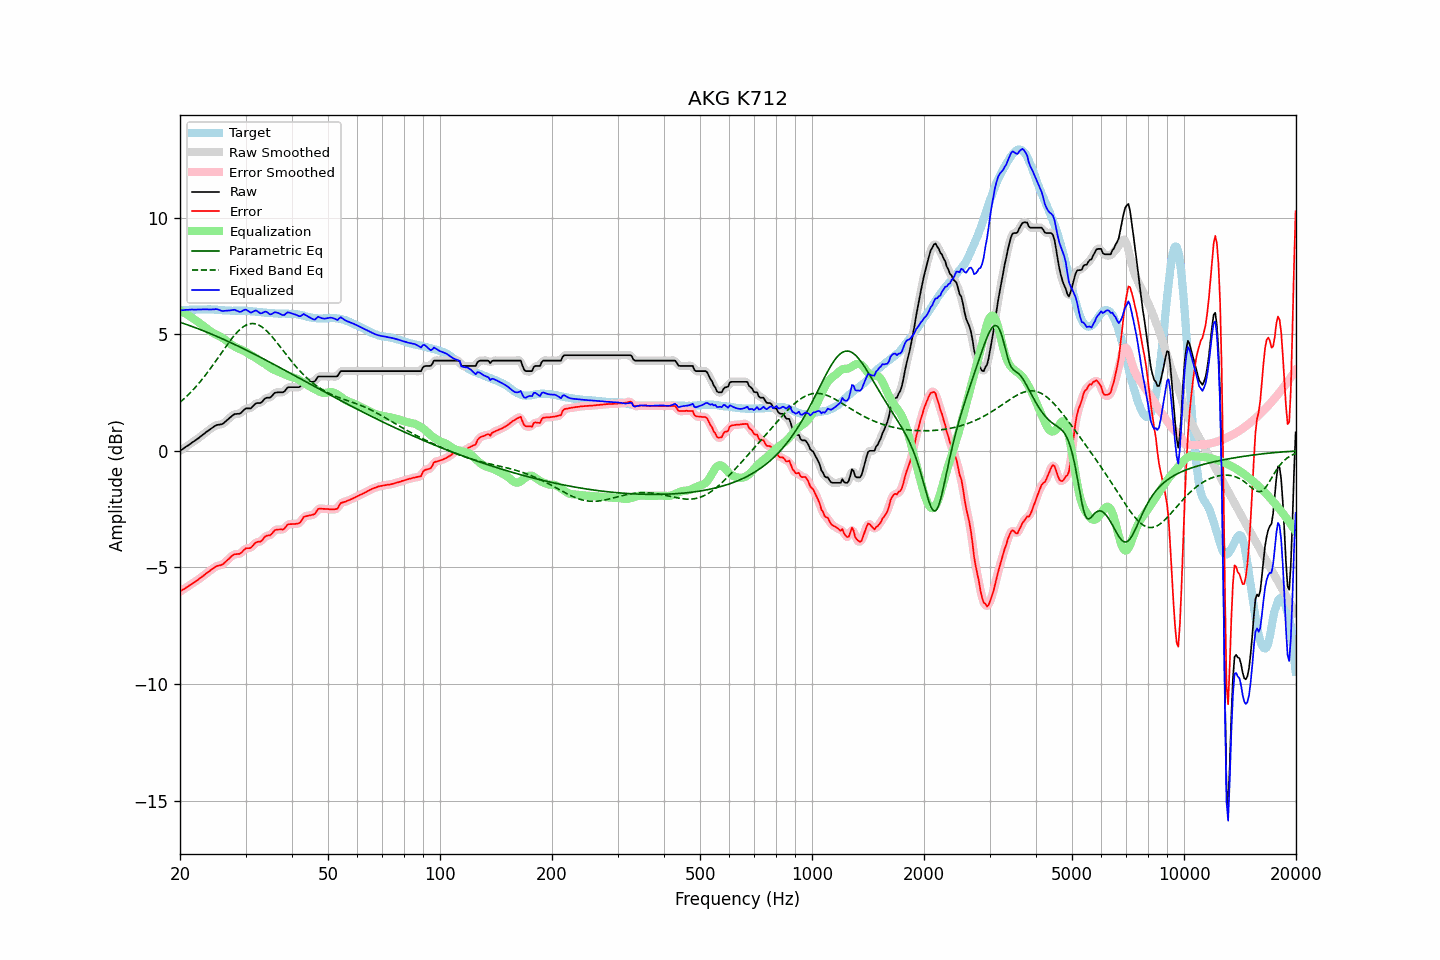 AKG K712
Target
Raw Smoothed
Error Smoothed
Raw
Error
Equalization
Parametric Eq
Fixed Band Eq
Equalized
Amplitude (dBr)
10
5
0
−5
−10
−15
20 50 100 200 500 1000 2000 5000 10000 20000
Frequency (Hz)